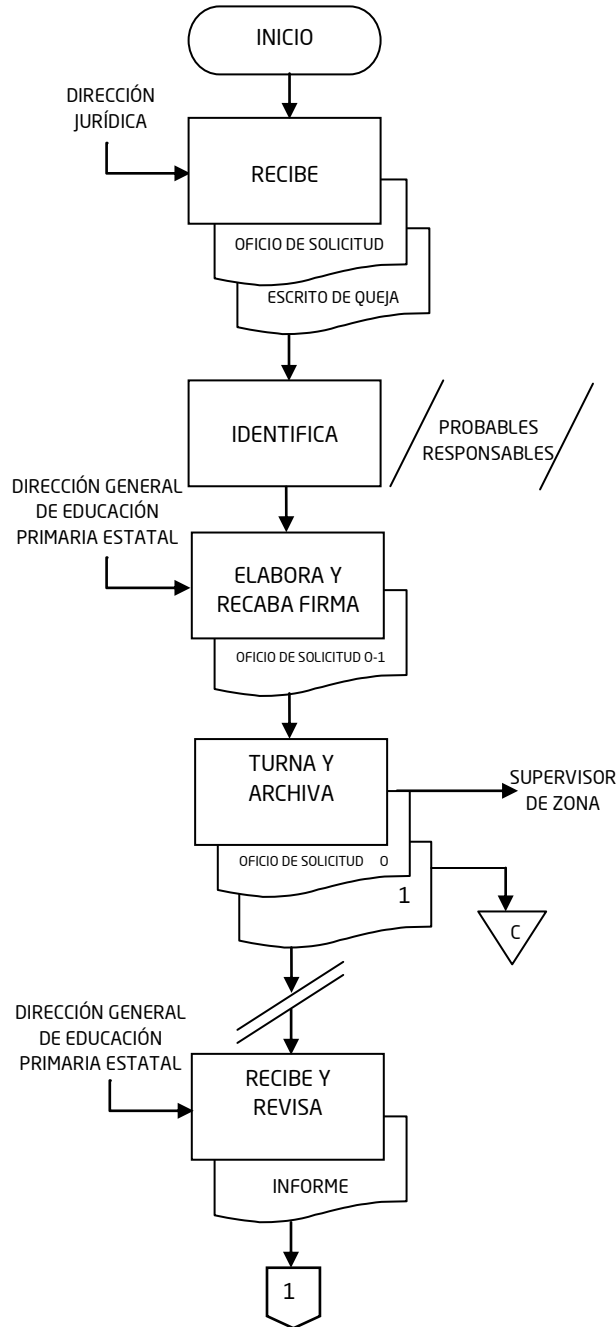 INICIO
DIRECCIÓN
JURÍDICA
RECIBE
OFICIO DE SOLICITUD
ESCRITO DE QUEJA
IDENTIFICA
PROBABLES
RESPONSABLES
DIRECCIÓN GENERAL
DE EDUCACIÓN
PRIMARIA ESTATAL
ELABORA Y
RECABA FIRMA
OFICIO DE SOLICITUD O-1
TURNA Y
ARCHIVA
SUPERVISOR
DE ZONA
OFICIO DE SOLICITUD O
1
C
DIRECCIÓN GENERAL
DE EDUCACIÓN
PRIMARIA ESTATAL
RECIBE Y
REVISA
INFORME
1